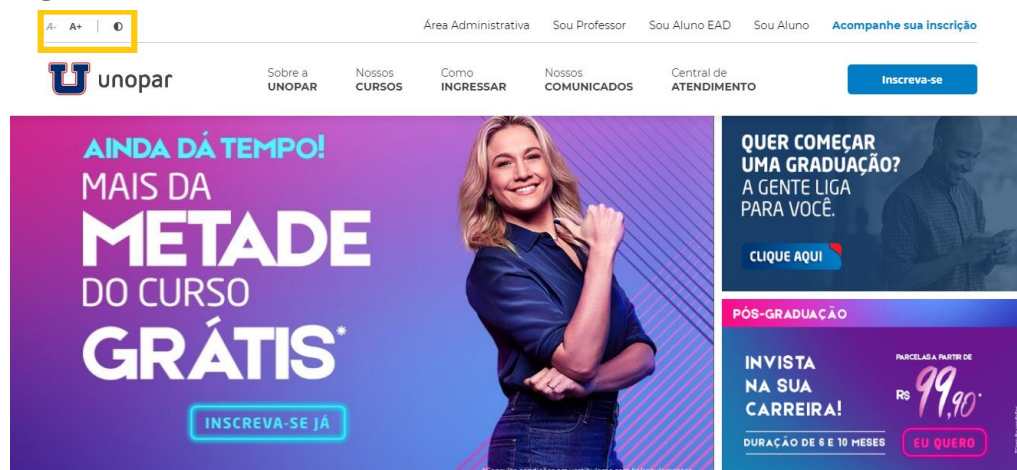 A- A+
Área Administrativa Sou Professor Sou Aluno EAD Sou Aluno Acompanhe sua inscrição
unopar
Sobre a
UNOPAR
Nossos
CURSOS
Como
INGRESSAR
Nossos
COMUNICADOS
Central de
ATENDIMENTO
Inscreva-se
AINDA DÁ TEMPO!
MAIS DA
METADE
DO CURSO
GRÁTIS*
INSCREVA-SE JÁ
QUER COMEÇAR
UMA GRADUAÇÃO?
A GENTE LIGA
PARA VOCÊ.
CLIQUE AQUI
PÓS-GRADUAÇÃO
INVISTA
NA SUA
CARREIRA!
DURAÇÃO DE 6 E 10 MESES
PARCELAS A PARTIR DE
R$ 99,90*
EU QUERO